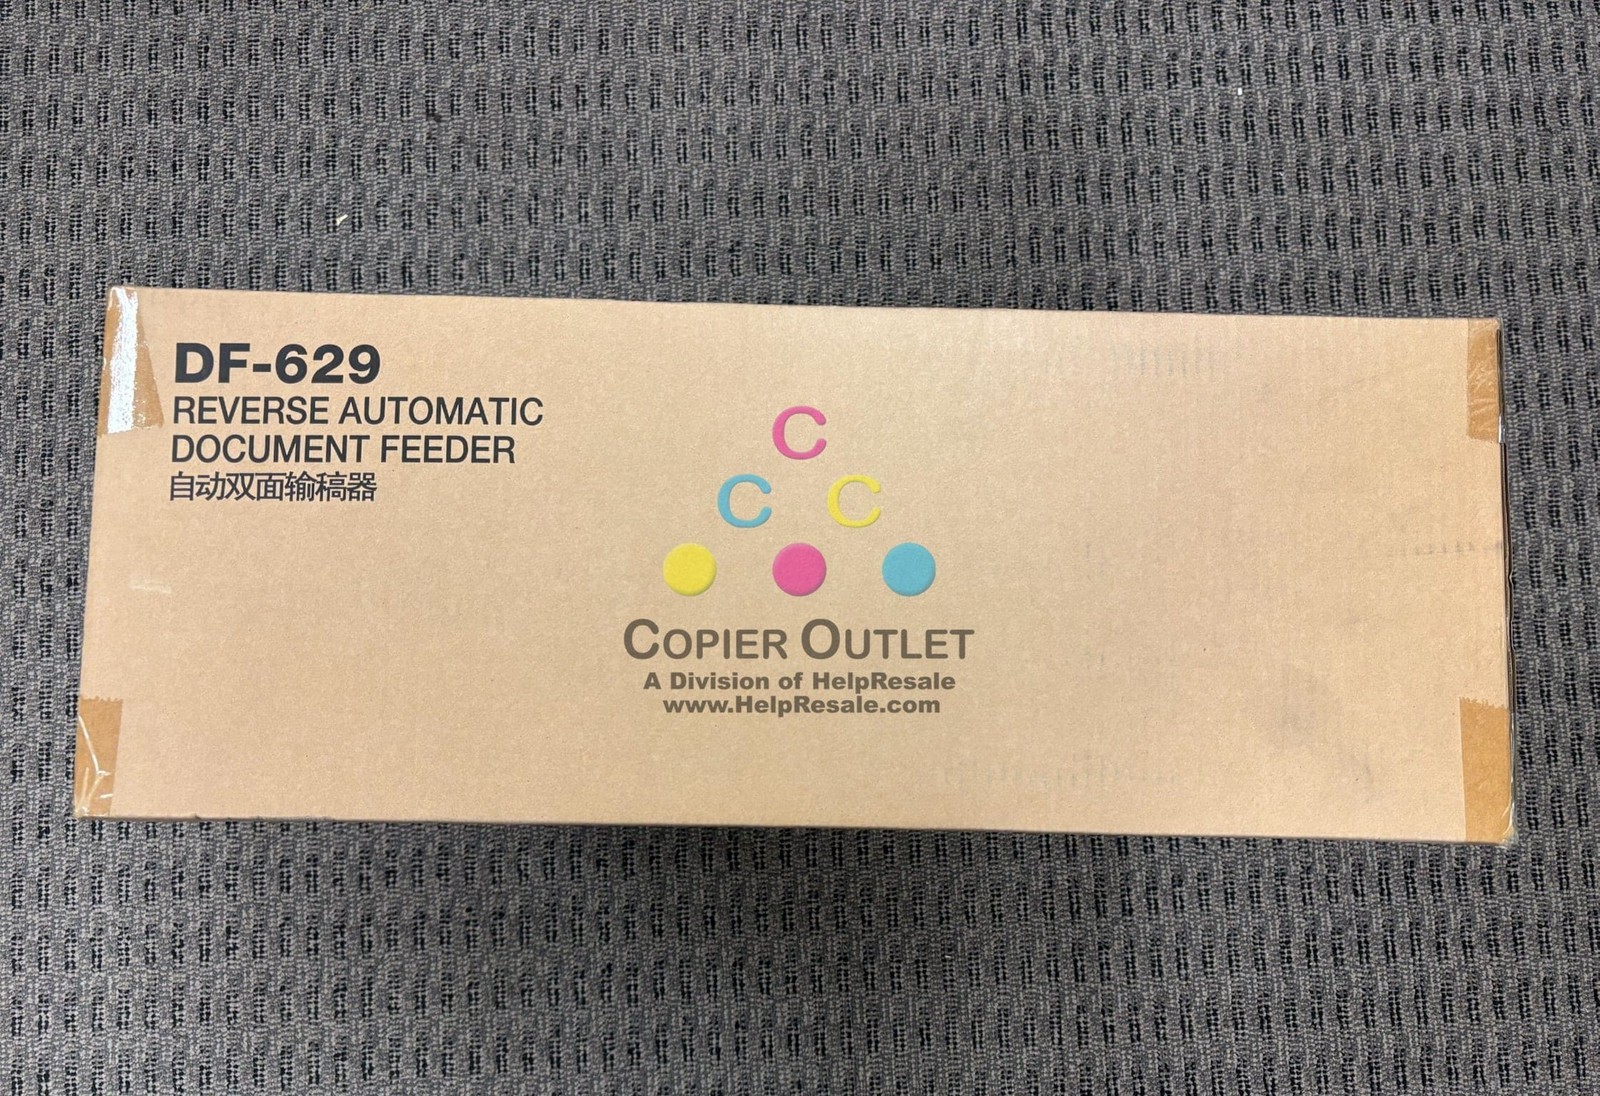 DF-629
REVERSE AUTOMATIC
DOCUMENT FEEDER
自动双面输稿器
C
C C
COPIER OUTLET
A Division of HelpResale
www.HelpResale.com